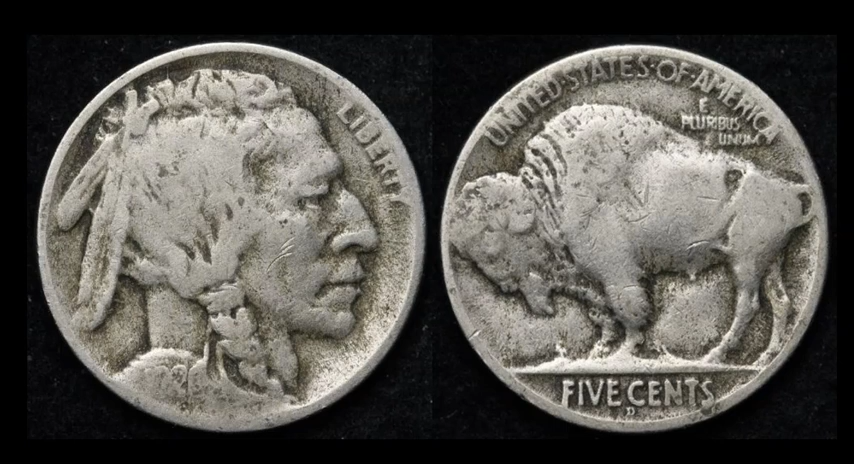 LIBERTY
UNITED·STATES·OF·AMERICA
E
PLURIBUS
UNUM
FIVE CENTS
D